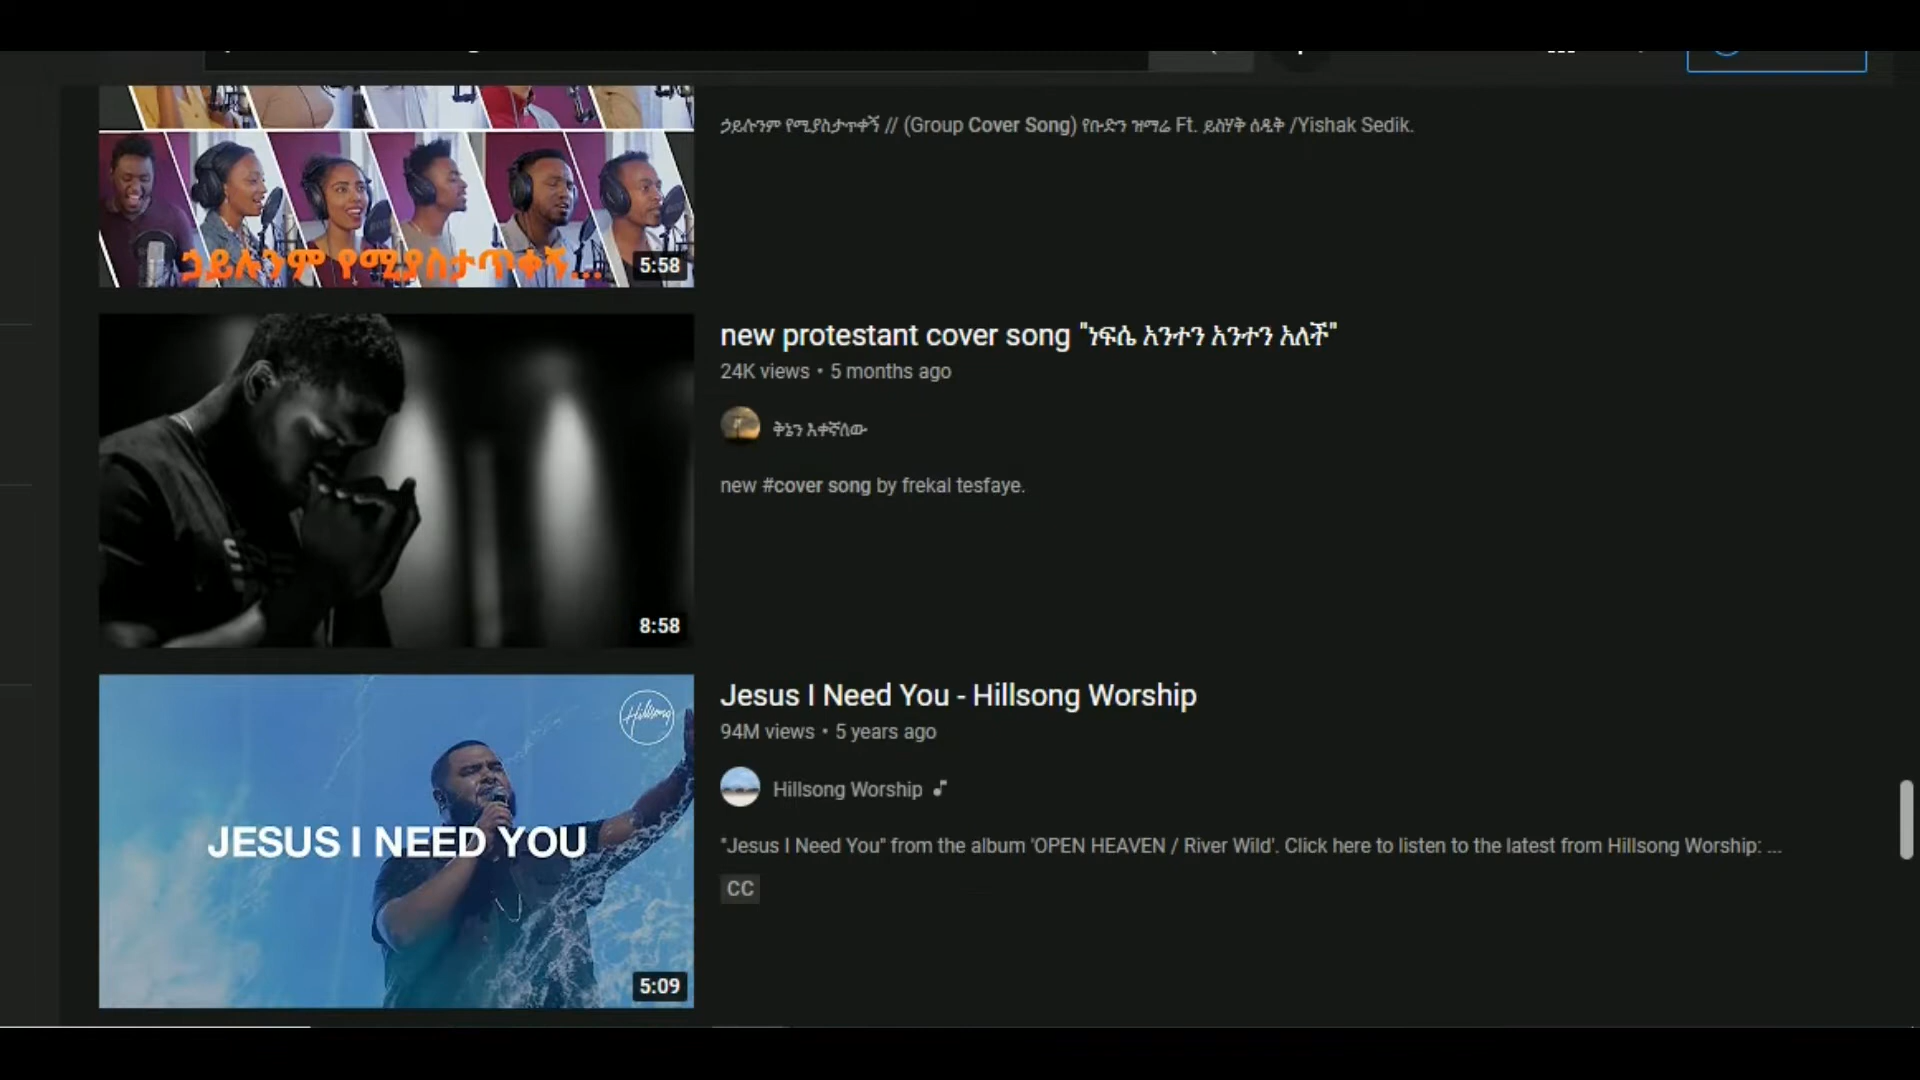 ኃይሉንም የሚያስታጥቀኝ // (Group Cover Song) የቡድን ዝማሬ Ft. ይስሃቅ ሰዲቅ /Yishak Sedik.
ኃይሉንም የሚያስታጥቀኝ...
5:58
new protestant cover song "ነፍሴ አንተን አንተን አለች"
24K views • 5 months ago
ቅኔን እቀኛለው
new #cover song by frekal tesfaye.
8:58
Jesus I Need You - Hillsong Worship
94M views • 5 years ago
Hillsong
Hillsong Worship
JESUS I NEED YOU
"Jesus I Need You" from the album 'OPEN HEAVEN / River Wild'. Click here to listen to the latest from Hillsong Worship: ...
CC
5:09